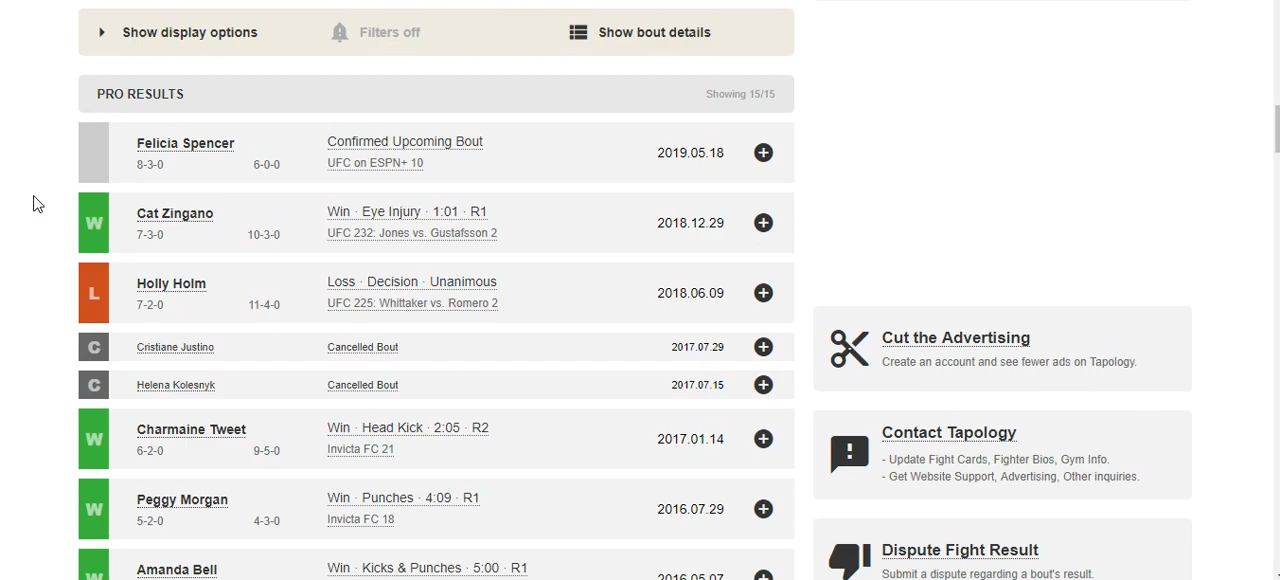 Show display options
Filters off
Show bout details
PRO RESULTS
Showing 15/15
Felicia Spencer
Confirmed Upcoming Bout
2019.05.18
8-3-0
6-0-0
UFC on ESPN+ 10
W
Cat Zingano
Win · Eye Injury · 1:01 · R1
2018.12.29
7-3-0
10-3-0
UFC 232: Jones vs. Gustafsson 2
L
Holly Holm
Loss · Decision · Unanimous
2018.06.09
7-2-0
11-4-0
UFC 225: Whittaker vs. Romero 2
C
Cristiane Justino
Cancelled Bout
2017.07.29
C
Helena Kolesnyk
Cancelled Bout
2017.07.15
W
Charmaine Tweet
Win · Head Kick · 2:05 · R2
2017.01.14
6-2-0
9-5-0
Invicta FC 21
W
Peggy Morgan
Win · Punches · 4:09 · R1
2016.07.29
5-2-0
4-3-0
Invicta FC 18
W
Amanda Bell
Win · Kicks & Punches · 5:00 · R1
2016.05.07
Cut the Advertising
Create an account and see fewer ads on Tapology.
Contact Tapology
- Update Fight Cards, Fighter Bios, Gym Info.
- Get Website Support, Advertising, Other inquiries.
Dispute Fight Result
Submit a dispute regarding a bout's result.